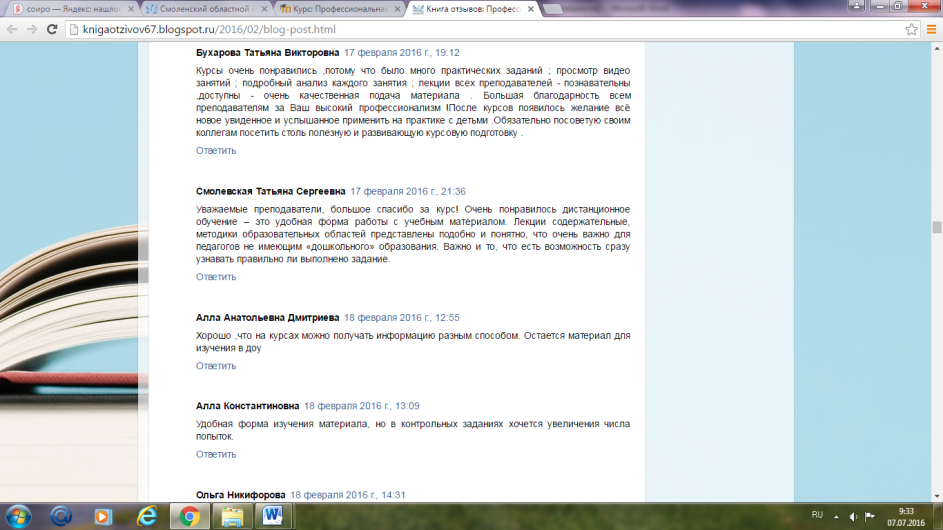 соиро — Яндекс: нашлос
Смоленский областной и
Курс: Профессиональная
Книга отзывов: Професс
knigaotzivov67.blogspot.ru/2016/02/blog-post.html
Бухарова Татьяна Викторовна 17 февраля 2016 г., 19:12
Курсы очень понравились ,потому что было много практических заданий ; просмотр видео
занятий ; подробный анализ каждого занятия ; лекции всех преподавателей - познавательны
,доступны - очень качественная подача материала . Большая благодарность всем
преподавателям за Ваш высокий профессионализм !После курсов появилось желание всё
новое увиденное и услышанное применить на практике с детьми .Обязательно посоветую своим
коллегам посетить столь полезную и развивающую курсовую подготовку .
Ответить
Смолевская Татьяна Сергеевна 17 февраля 2016 г., 21:36
Уважаемые преподаватели, большое спасибо за курс! Очень понравилось дистанционное
обучение – это удобная форма работы с учебным материалом. Лекции содержательные,
методики образовательных областей представлены подобно и понятно, что очень важно для
педагогов не имеющим «дошкольного» образования. Важно и то, что есть возможность сразу
узнавать правильно ли выполнено задание.
Ответить
Алла Анатольевна Дмитриева 18 февраля 2016 г., 12:55
Хорошо ,что на курсах можно получать информацию разным способом. Остается материал для
изучения в доу
Ответить
Алла Константиновна 18 февраля 2016 г., 13:09
Удобная форма изучения материала, но в контрольных заданиях хочется увеличения числа
попыток.
Ответить
Ольга Никифорова 18 февраля 2016 г., 14:31
RU
9:33
07.07.2016